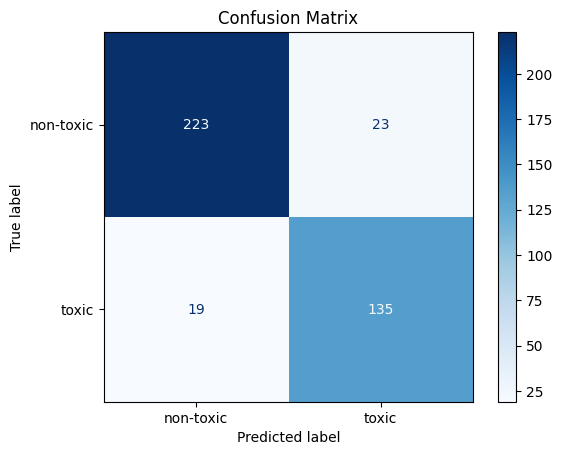 Confusion Matrix
True label
non-toxic
223
23
toxic
19
135
non-toxic
toxic
Predicted label
200
175
150
125
100
75
50
25